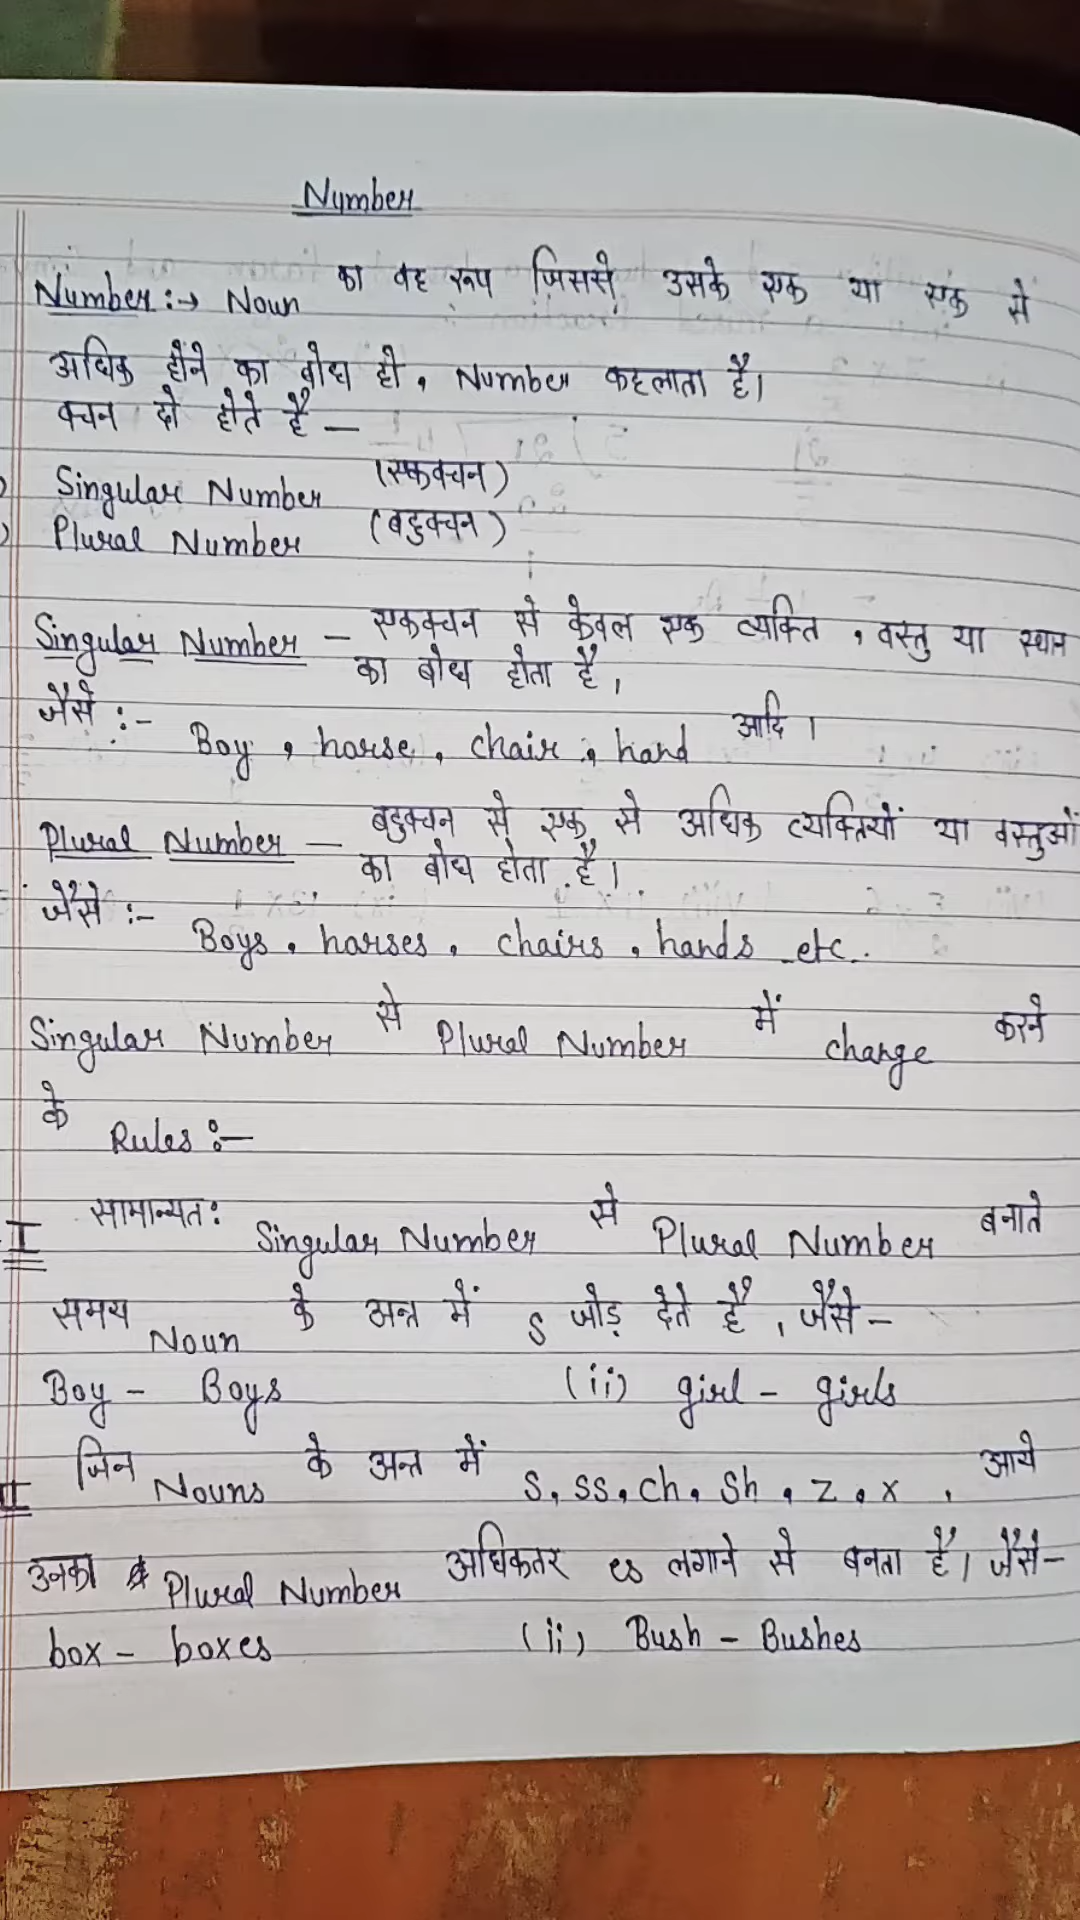 Number
Number :→ Noun का वह रूप जिससे, उसके एक या एक से
अधिक होंने का बोध हो, Number कहलाता है।
वचन दो होते है —
Singular Number (एकवचन)
Plural Number (बहुवचन)
Singular Number – एकवचन से केवल एक व्यक्ति, वस्तु या स्थान
का बोध होता है,
जैसे :-
Boy, horse, chair, hand आदि।
Plural Number – बहुवचन से एक से अधिक व्यक्तियों या वस्तुओं
का बोध होता है।
जैसे :-
Boys, horses, chairs, hands etc.
Singular Number से Plural Number में change करने
के Rules :-
I सामान्यतः Singular Number से Plural Number बनाते
समय Noun के अन्त में s जोड़ देते है, जैसे -
Boy - Boys (ii) girl - girls
II जिन Nouns के अन्त में s, ss, ch, sh, z, x, आये
उनका Plural Number अधिकतर es लगाने से बनता है। जैसे-
box - boxes (ii) Bush - Bushes